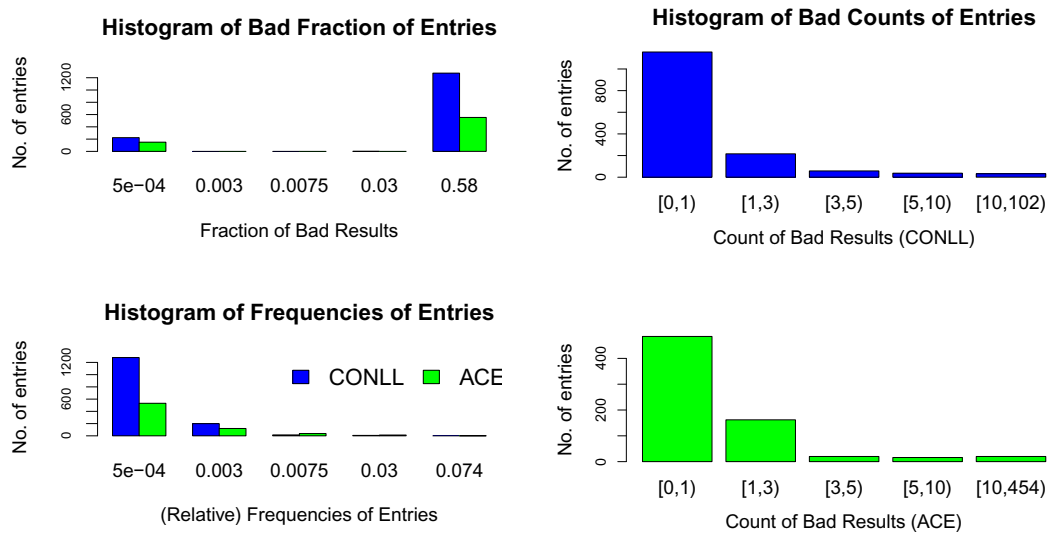 Histogram of Bad Fraction of Entries
No. of entries
0 600 1200
5e−04 0.003 0.0075 0.03 0.58
Fraction of Bad Results
Histogram of Bad Counts of Entries
No. of entries
0 400 800
[0,1) [1,3) [3,5) [5,10) [10,102)
Count of Bad Results (CONLL)
Histogram of Frequencies of Entries
No. of entries
0 600 1200
CONLL ACE
5e−04 0.003 0.0075 0.03 0.074
(Relative) Frequencies of Entries
No. of entries
0 200 400
[0,1) [1,3) [3,5) [5,10) [10,454)
Count of Bad Results (ACE)